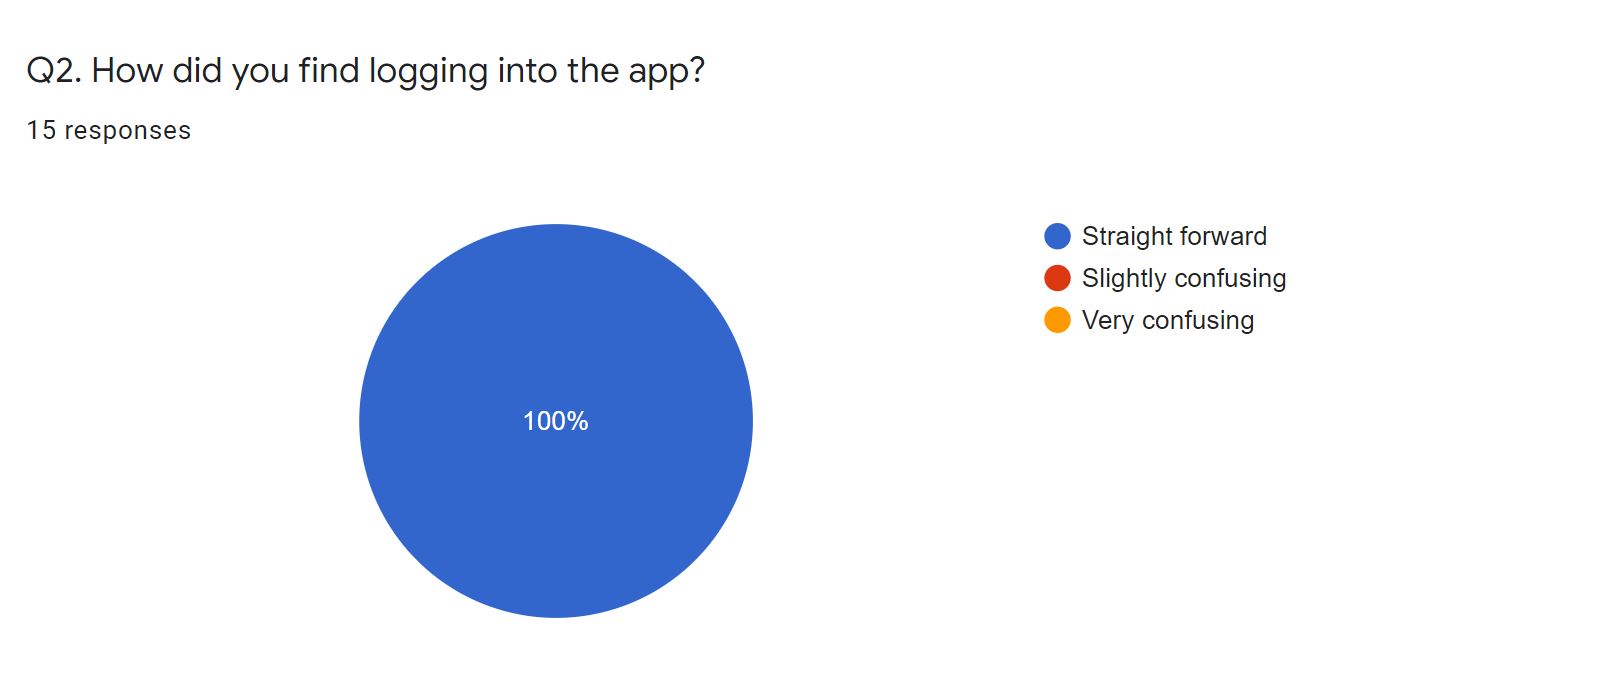 Q2. How did you find logging into the app?
15 responses
100%
Straight forward
Slightly confusing
Very confusing